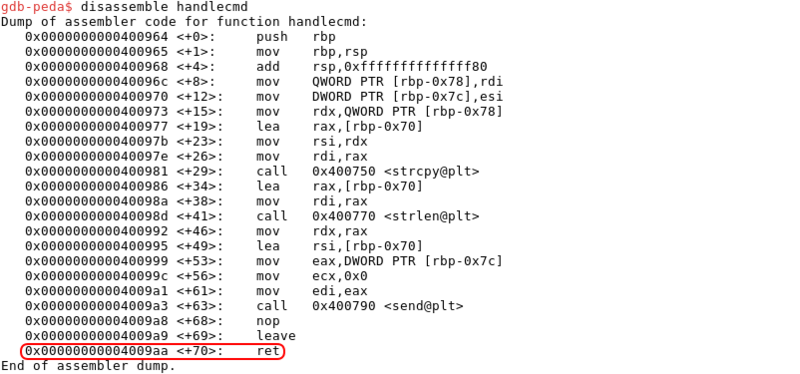 gdb-peda$ disassemble handlecmd
Dump of assembler code for function handlecmd:
   0x0000000000400964 <+0>:     push   rbp
   0x0000000000400965 <+1>:     mov    rbp,rsp
   0x0000000000400968 <+4>:     add    rsp,0xffffffffffffff80
   0x000000000040096c <+8>:     mov    QWORD PTR [rbp-0x78],rdi
   0x0000000000400970 <+12>:    mov    DWORD PTR [rbp-0x7c],esi
   0x0000000000400973 <+15>:    mov    rdx,QWORD PTR [rbp-0x78]
   0x0000000000400977 <+19>:    lea    rax,[rbp-0x70]
   0x000000000040097b <+23>:    mov    rsi,rdx
   0x000000000040097e <+26>:    mov    rdi,rax
   0x0000000000400981 <+29>:    call   0x400750 <strcpy@plt>
   0x0000000000400986 <+34>:    lea    rax,[rbp-0x70]
   0x000000000040098a <+38>:    mov    rdi,rax
   0x000000000040098d <+41>:    call   0x400770 <strlen@plt>
   0x0000000000400992 <+46>:    mov    rdx,rax
   0x0000000000400995 <+49>:    lea    rsi,[rbp-0x70]
   0x0000000000400999 <+53>:    mov    eax,DWORD PTR [rbp-0x7c]
   0x000000000040099c <+56>:    mov    ecx,0x0
   0x00000000004009a1 <+61>:    mov    edi,eax
   0x00000000004009a3 <+63>:    call   0x400790 <send@plt>
   0x00000000004009a8 <+68>:    nop
   0x00000000004009a9 <+69>:    leave
   0x00000000004009aa <+70>:    ret
End of assembler dump.